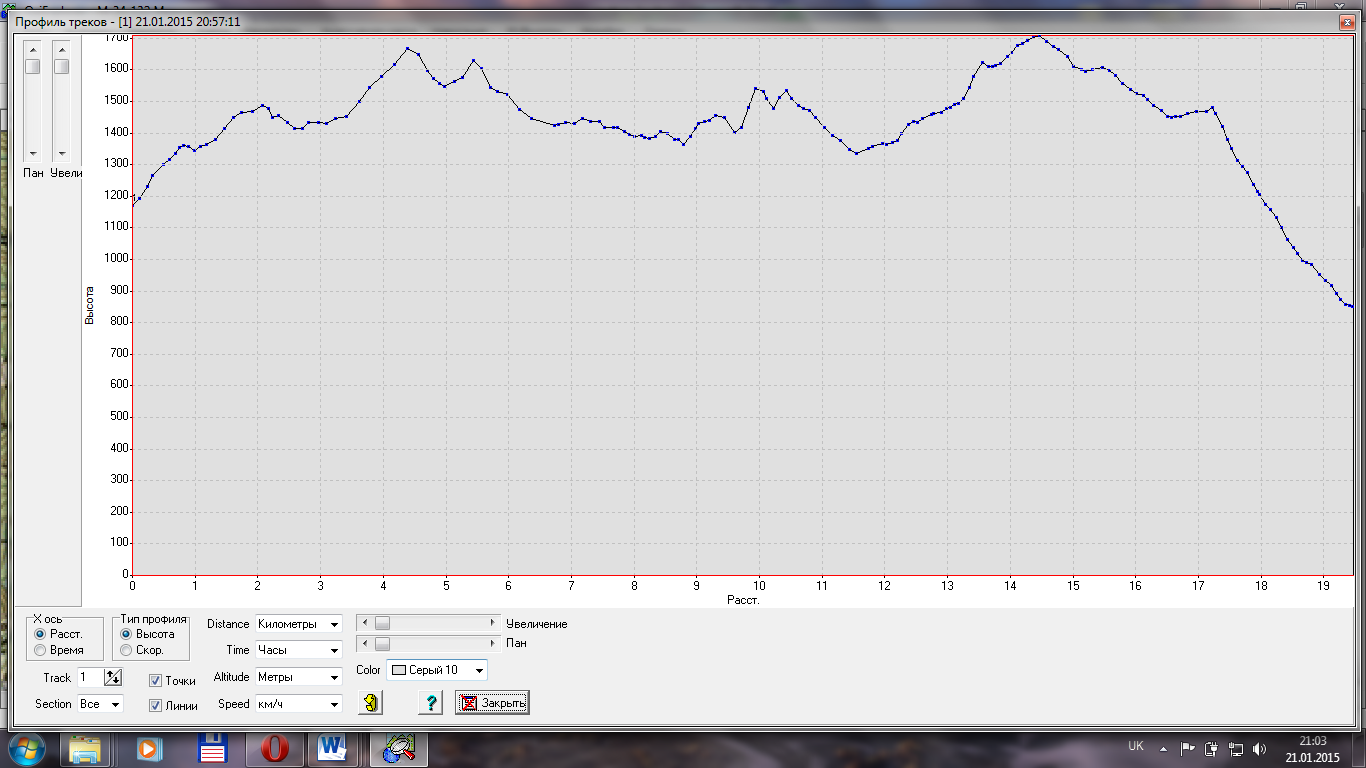 Профиль треков - [1] 21.01.2015 20:57:11
Пан Увели
1700
1600
1500
1400
1300
1200
1100
1000
900
800
700
600
500
400
300
200
100
0
Высота
0 1 2 3 4 5 6 7 8 9 10 11 12 13 14 15 16 17 18 19
Расст.
X ось
Расст.
Время
Тип профиля
Высота
Скор.
Distance Километры
Time Часы
Altitude Метры
Speed км/ч
Увеличение
Пан
Color Серый 10
Track 1
Section Все
Точки
Линии
?
Закрыть
UK
21:03
21.01.2015